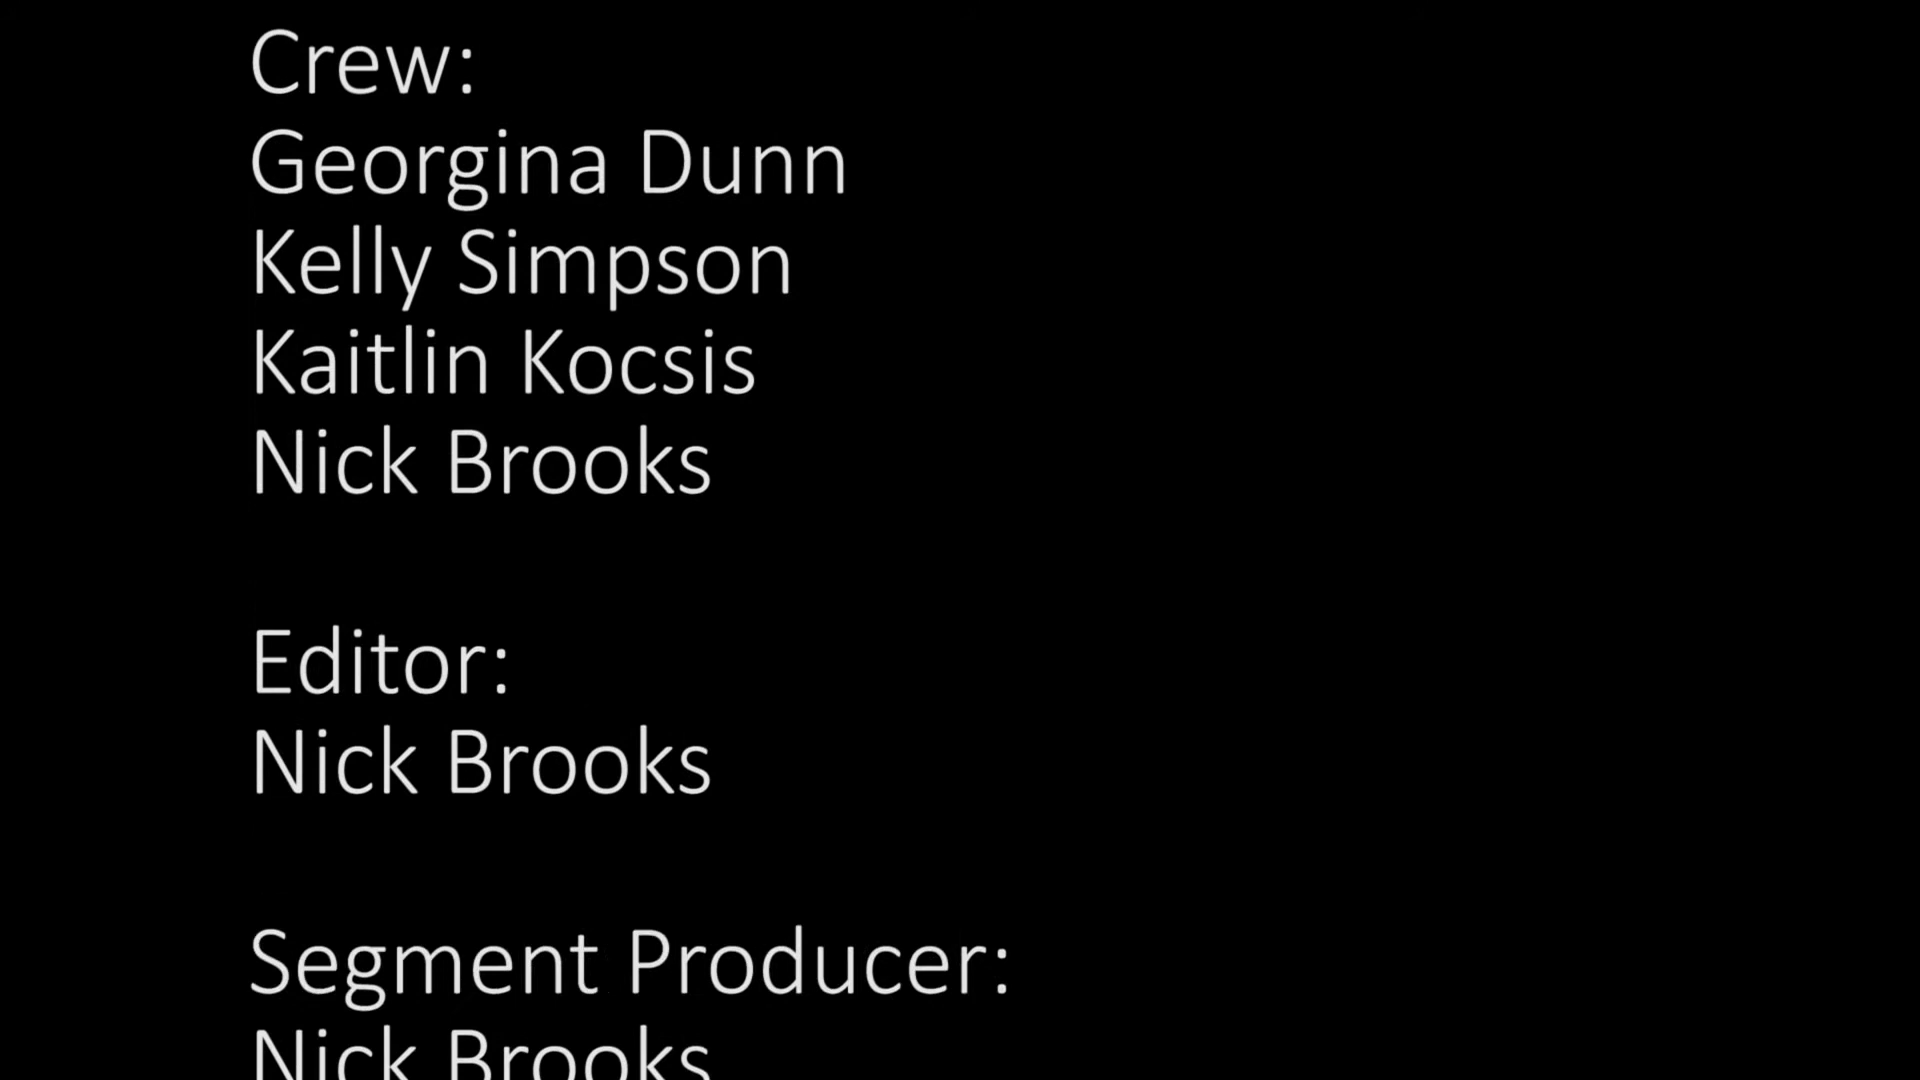 Crew:
Georgina Dunn
Kelly Simpson
Kaitlin Kocsis
Nick Brooks
Editor:
Nick Brooks
Segment Producer:
Nick Brooks